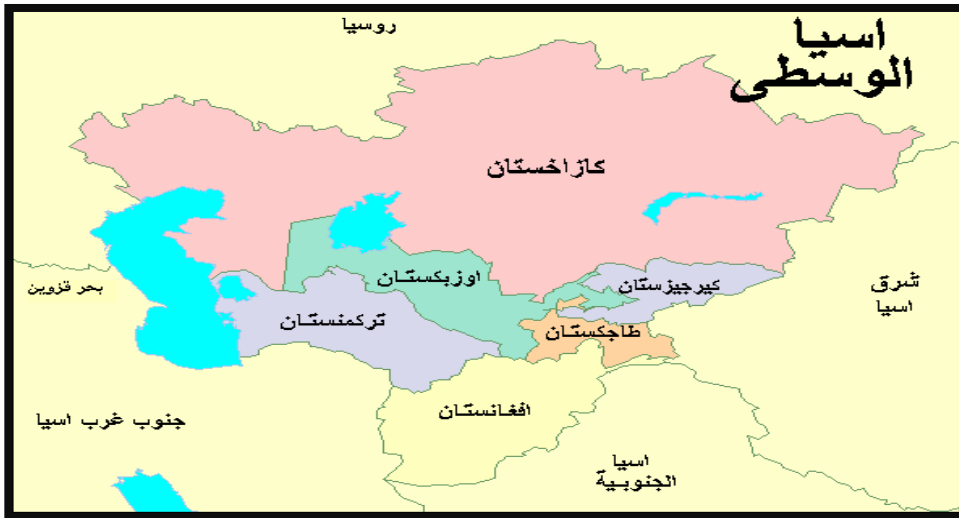 اسيا
الوسطى
روسيا
كازاخستان
اوزبكستان
كيرجيزستان
شرق
اسيا
بحر قزوين
تركمنستان
طاجكستان
افغانستان
جنوب غرب اسيا
اسيا
الجنوبية